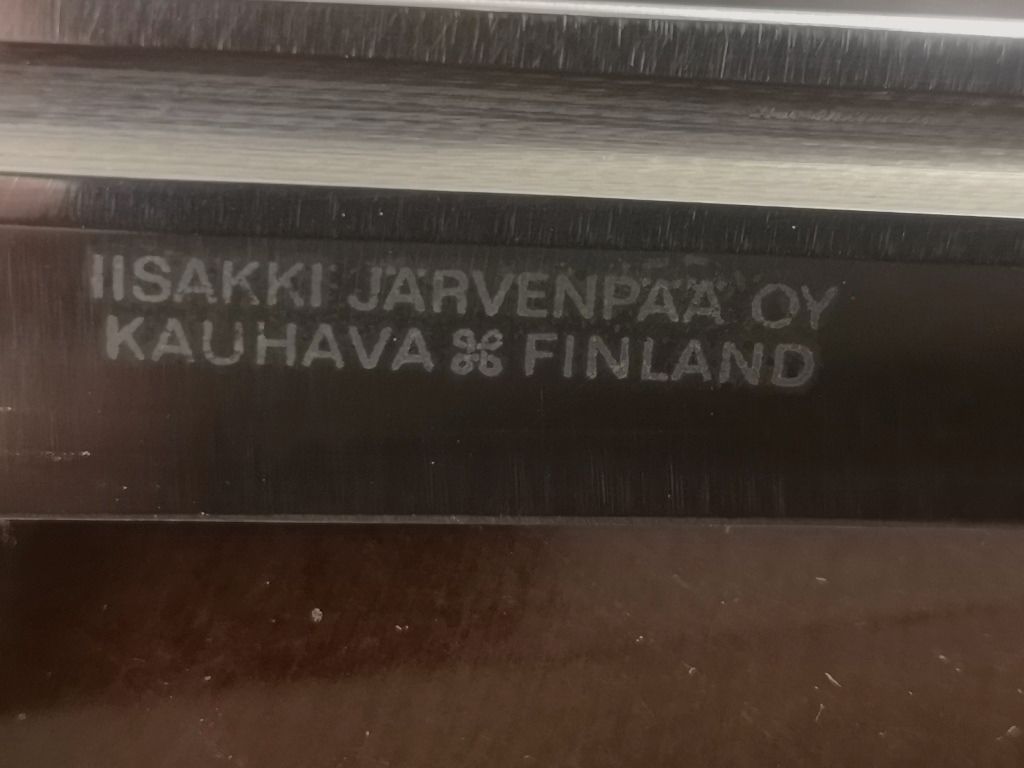 IISAKKI JÄRVENPÄÄ OY
KAUHAVA ⌘ FINLAND